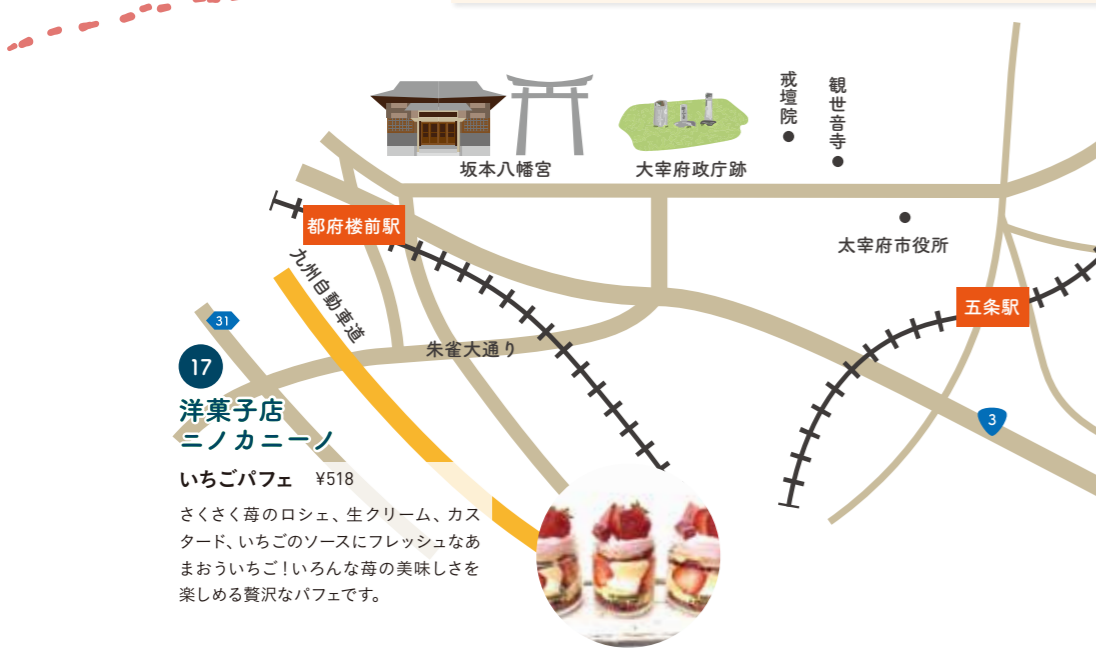 戒壇院
観世音寺
坂本八幡宮
大宰府政庁跡
都府楼前駅
太宰府市役所
九州自動車道
五条駅
31
朱雀大通り
17
洋菓子店
ニノカニーノ
3
いちごパフェ ¥518
さくさく苺のロシェ、生クリーム、カス
タード、いちごのソースにフレッシュなあ
まおういちご！いろんな苺の美味しさを
楽しめる贅沢なパフェです。